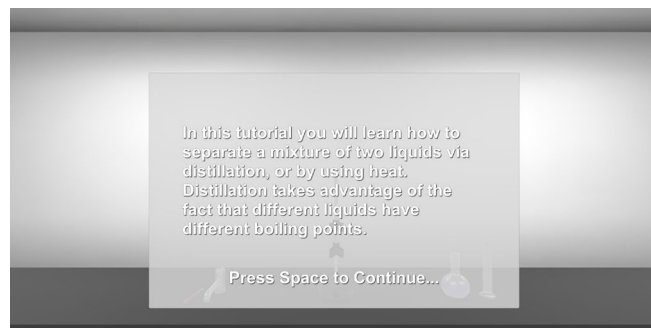 In this tutorial you will learn how to
separate a mixture of two liquids via
distillation, or by using heat.
Distillation takes advantage of the
fact that different liquids have
different boiling points.
Press Space to Continue...